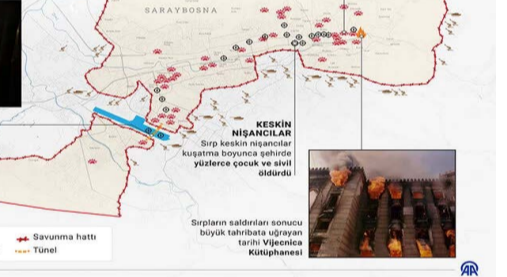 SARAYBOSNA
KESKİN
NİŞANCILAR
Sırp keskin nişancılar
kuşatma boyunca şehirde
yüzlerce çocuk ve sivil
öldürdü
Sırpların saldırıları sonucu
büyük tahribata uğrayan
tarihi Vijecnica
Kütüphanesi
Savunma hattı
Tünel
AA